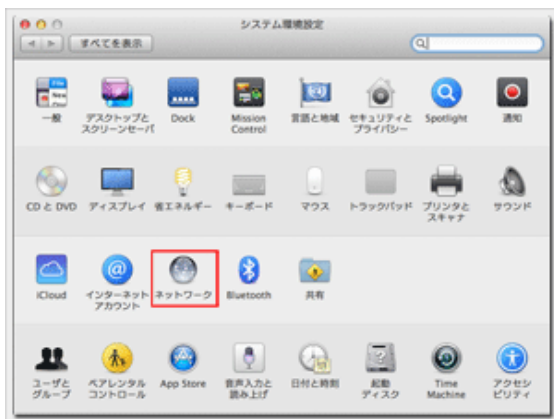 システム環境設定
すべてを表示
一般
デスクトップと
スクリーンセーバ
Dock
Mission
Control
言語と地域
セキュリティと
プライバシー
Spotlight
通知
CD と DVD
ディスプレイ
省エネルギー
キーボード
マウス
トラックパッド
プリンタと
スキャナ
サウンド
iCloud
インターネット
アカウント
ネットワーク
Bluetooth
共有
ユーザと
グループ
ペアレンタル
コントロール
App Store
音声入力と
読み上げ
日付と時刻
起動
ディスク
Time
Machine
アクセシ
ビリティ